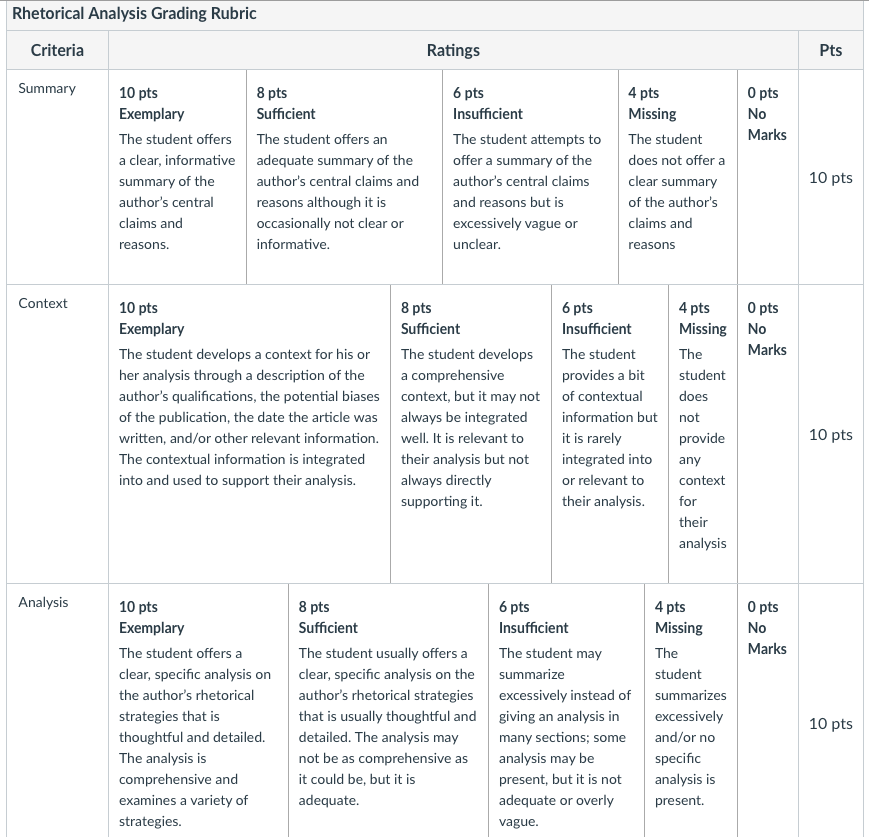 Rhetorical Analysis Grading Rubric
Criteria
Ratings
Pts
Summary
10 pts
Exemplary
The student offers
a clear, informative
summary of the
author's central
claims and
reasons.
8 pts
Sufficient
The student offers an
adequate summary of the
author's central claims and
reasons although it is
occasionally not clear or
informative.
6 pts
Insufficient
The student attempts to
offer a summary of the
author's central claims
and reasons but is
excessively vague or
unclear.
4 pts
Missing
The student
does not offer a
clear summary
of the author's
claims and
reasons
0 pts
No
Marks
10 pts
Context
10 pts
Exemplary
The student develops a context for his or
her analysis through a description of the
author's qualifications, the potential biases
of the publication, the date the article was
written, and/or other relevant information.
The contextual information is integrated
into and used to support their analysis.
8 pts
Sufficient
The student develops
a comprehensive
context, but it may not
always be integrated
well. It is relevant to
their analysis but not
always directly
supporting it.
6 pts
Insufficient
The student
provides a bit
of contextual
information but
it is rarely
integrated into
or relevant to
their analysis.
4 pts
Missing
The
student
does
not
provide
any
context
for
their
analysis
0 pts
No
Marks
10 pts
Analysis
10 pts
Exemplary
The student offers a
clear, specific analysis on
the author's rhetorical
strategies that is
thoughtful and detailed.
The analysis is
comprehensive and
examines a variety of
strategies.
8 pts
Sufficient
The student usually offers a
clear, specific analysis on the
author's rhetorical strategies
that is usually thoughtful and
detailed. The analysis may
not be as comprehensive as
it could be, but it is
adequate.
6 pts
Insufficient
The student may
summarize
excessively instead of
giving an analysis in
many sections; some
analysis may be
present, but it is not
adequate or overly
vague.
4 pts
Missing
The
student
summarizes
excessively
and/or no
specific
analysis is
present.
0 pts
No
Marks
10 pts